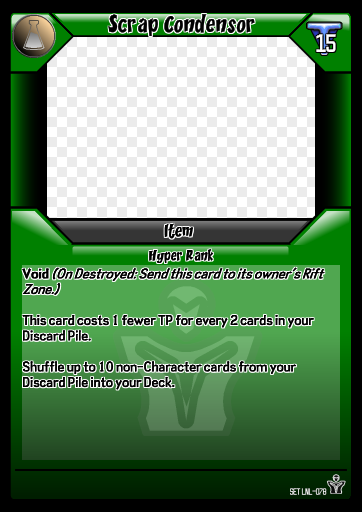 Scrap Condensor
15
Item
Hyper Rank
Void (On Destroyed: Send this card to its owner's Rift
Zone.)
This card costs 1 fewer TP for every 2 cards in your
Discard Pile.
Shuffle up to 10 non-Character cards from your
Discard Pile into your Deck.
SET LNL-078